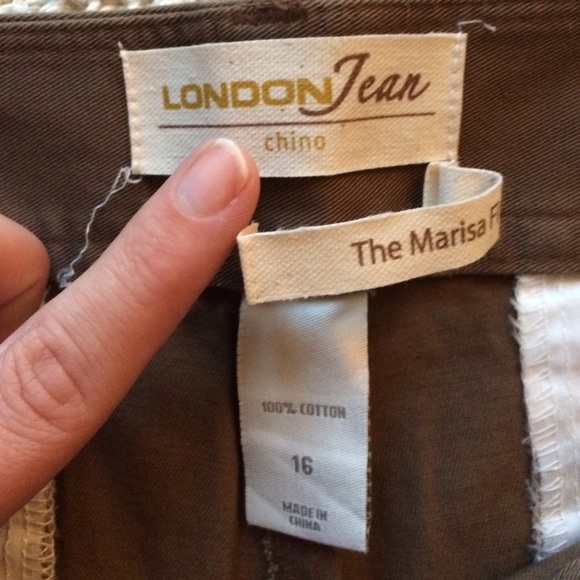 LONDON Jean
chino
The Marisa
100% COTTON
16
MADE IN
CHINA